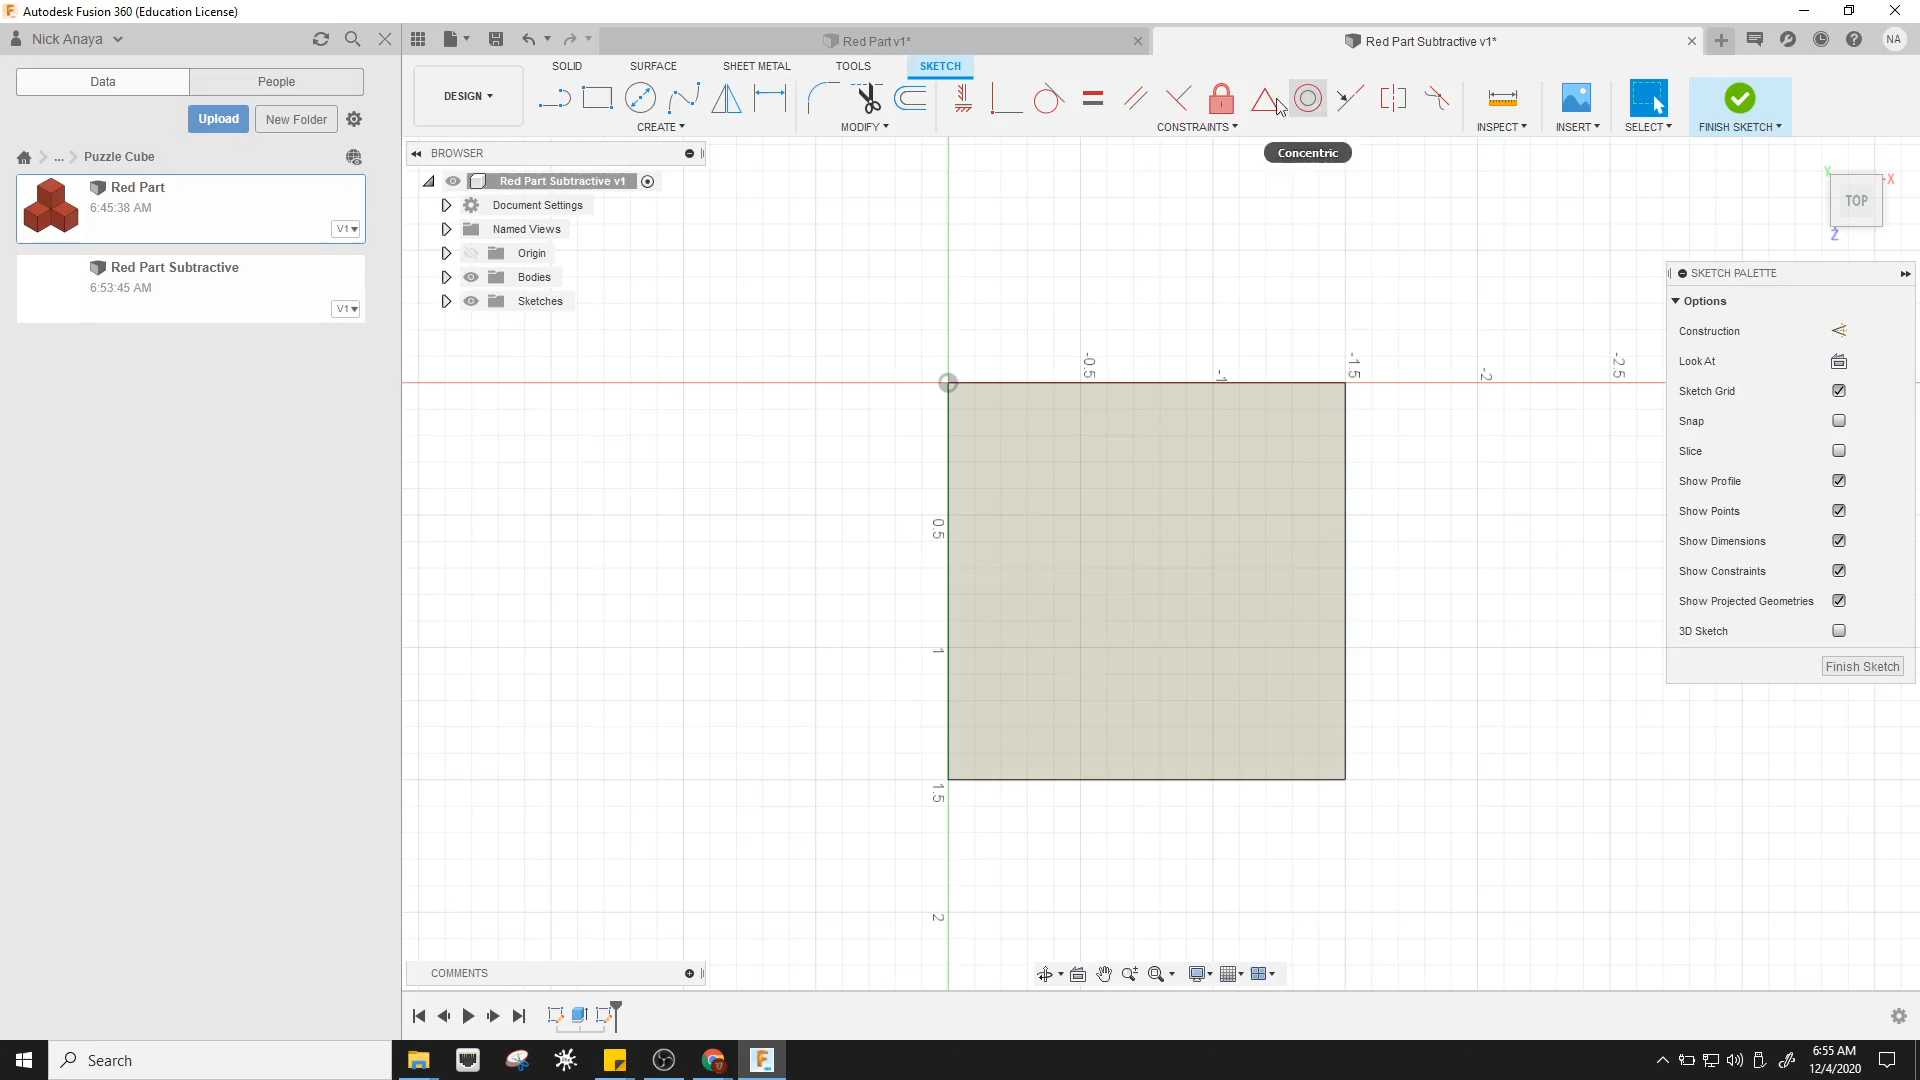 Autodesk Fusion 360 (Education License)
Nick Anaya
Red Part v1*
Red Part Subtractive v1*
NA
Data
People
SOLID
SURFACE
SHEET METAL
TOOLS
SKETCH
DESIGN
CREATE
MODIFY
CONSTRAINTS
INSPECT
INSERT
SELECT
FINISH SKETCH
Upload
New Folder
... Puzzle Cube
Red Part
6:45:38 AM
V1
Red Part Subtractive
6:53:45 AM
V1
BROWSER
Red Part Subtractive v1
Document Settings
Named Views
Origin
Bodies
Sketches
Concentric
Y
X
TOP
Z
SKETCH PALETTE
Options
Construction
Look At
Sketch Grid
Snap
Slice
Show Profile
Show Points
Show Dimensions
Show Constraints
Show Projected Geometries
3D Sketch
Finish Sketch
-0.5
-1
-1.5
-2
-2.5
0.5
1
1.5
2
COMMENTS
Search
6:55 AM
12/4/2020